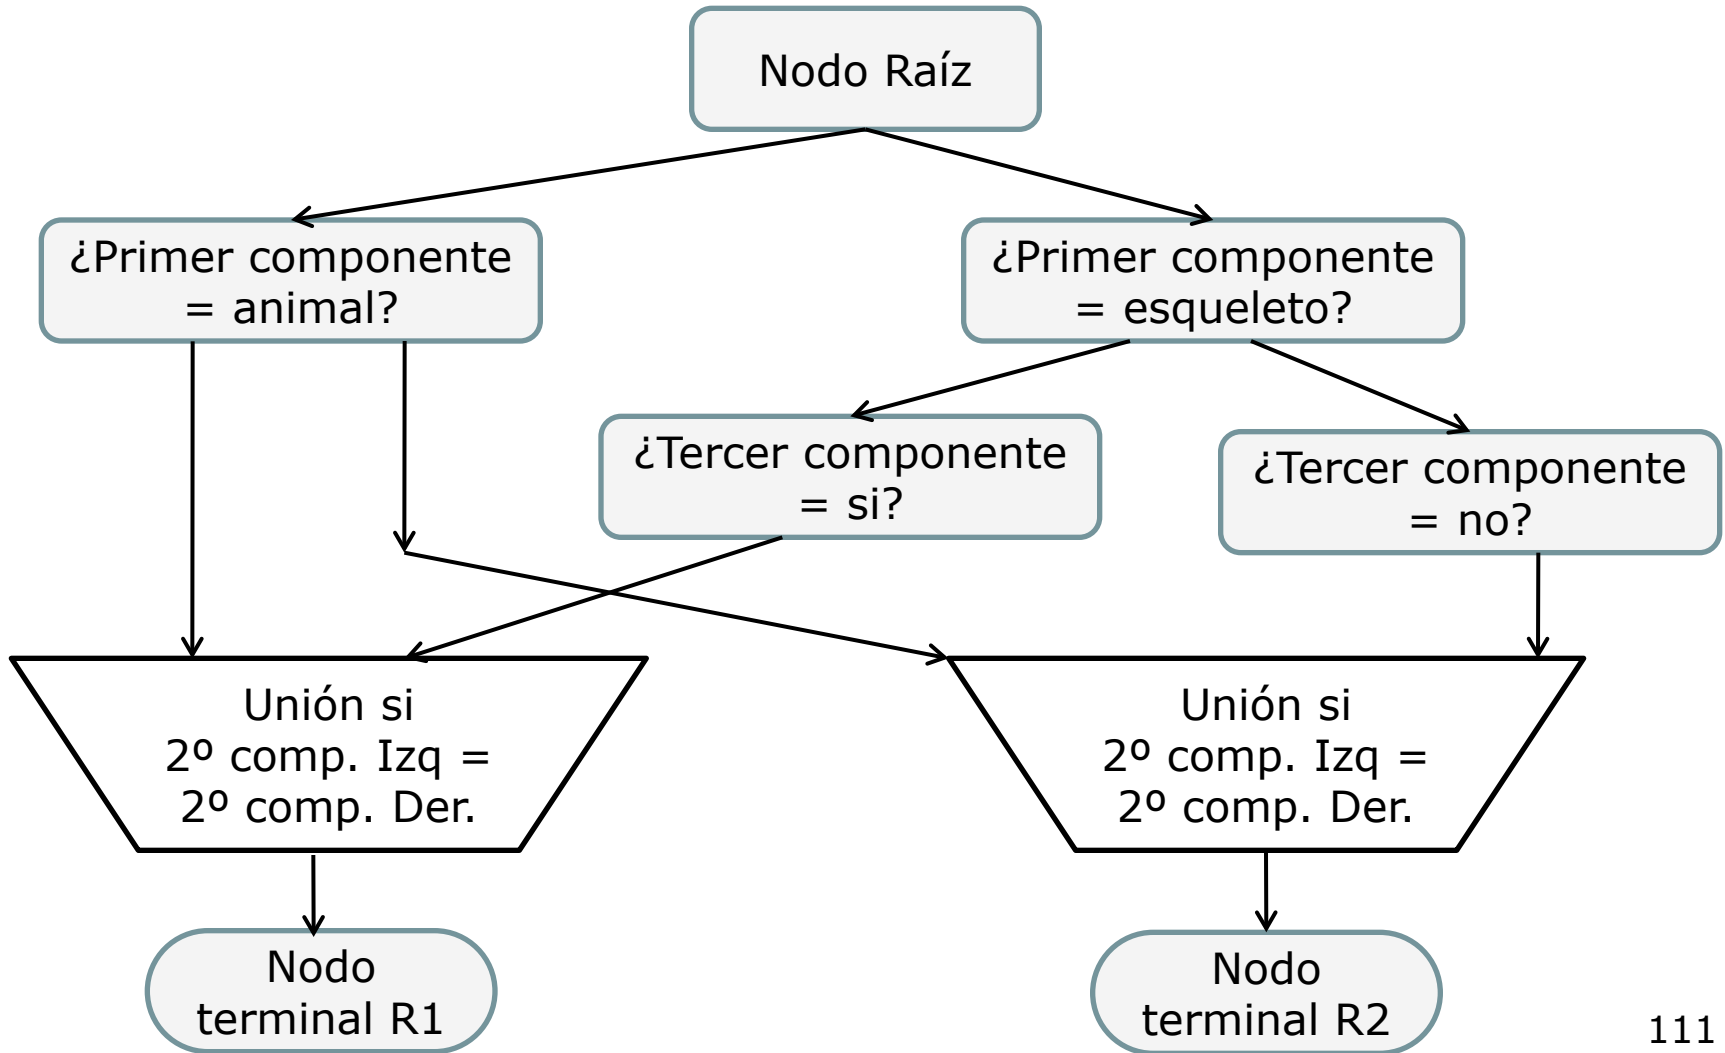 Nodo Raíz
¿Primer componente
= animal?
¿Primer componente
= esqueleto?
¿Tercer componente
= si?
¿Tercer componente
= no?
Unión si
2º comp. Izq =
2º comp. Der.
Unión si
2º comp. Izq =
2º comp. Der.
Nodo
terminal R1
Nodo
terminal R2
111